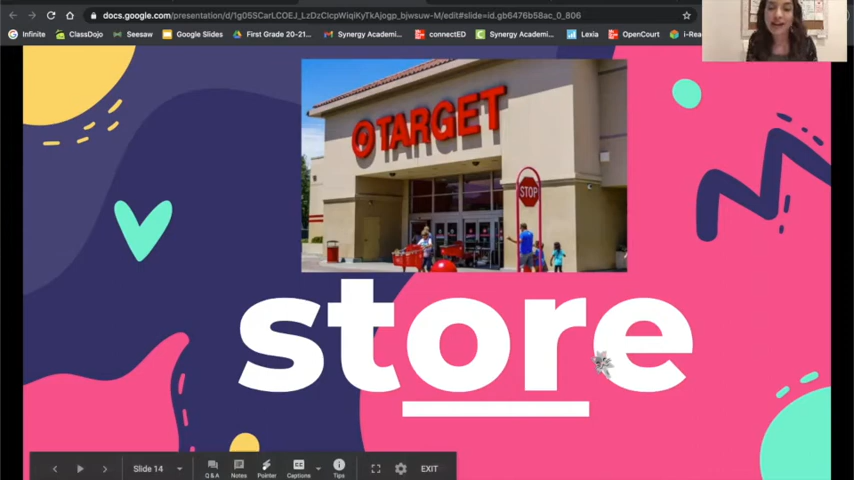 docs.google.com/presentation/d/1g05SCarLCOEJ_LzDzClcpWiqiKyTkAjogp_bjwsuw-M/edit#slide=id.gb6476b58ac_0_806
Infinite ClassDojo Seesaw Google Slides First Grade 20-21... Synergy Academi... connectED Synergy Academi... Lexia OpenCourt i-Rea
TARGET
STOP
store
Slide 14 Q&A Notes Pointer Captions Tips EXIT